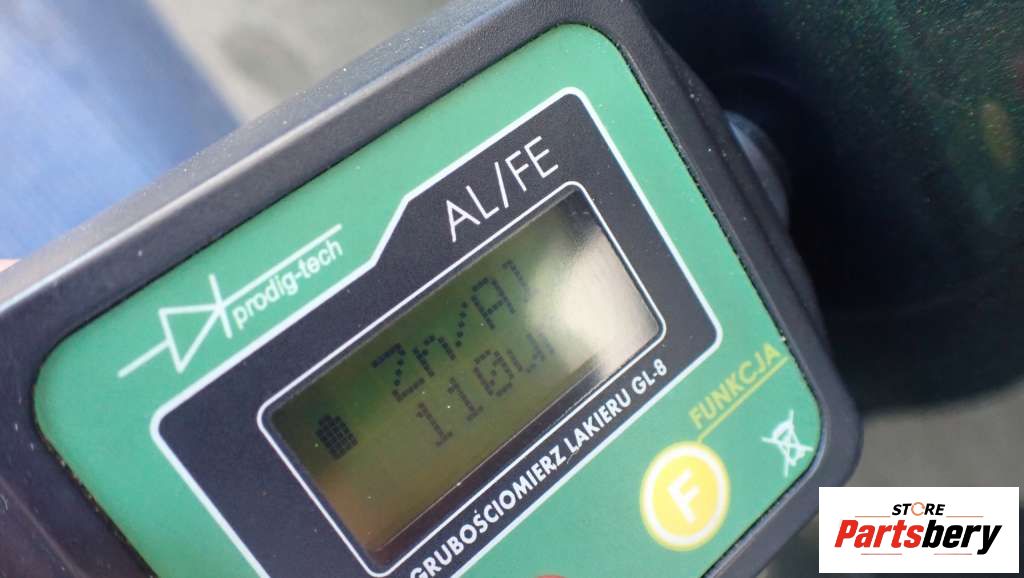 AL/FE
prodig-tech
Zn/Al
110u
GRUBOŚCIOMIERZ LAKIERU GL-8
FUNKCJA
F
STORE
Partsbery